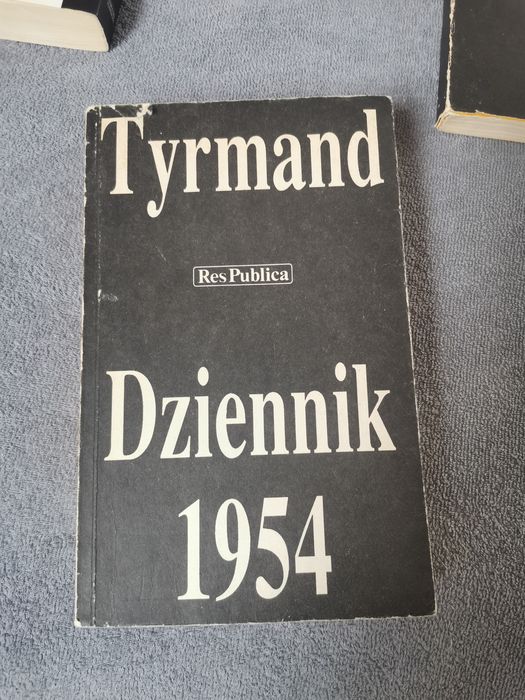 Tyrmand
Res Publica
Dziennik
1954